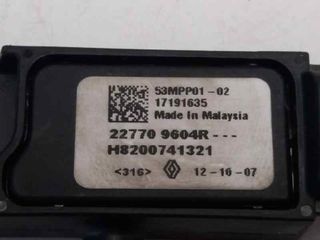 53MPP01-02
17191635
Made In Malaysia
22770 9604R---
H8200741321
<316> 12-16-07